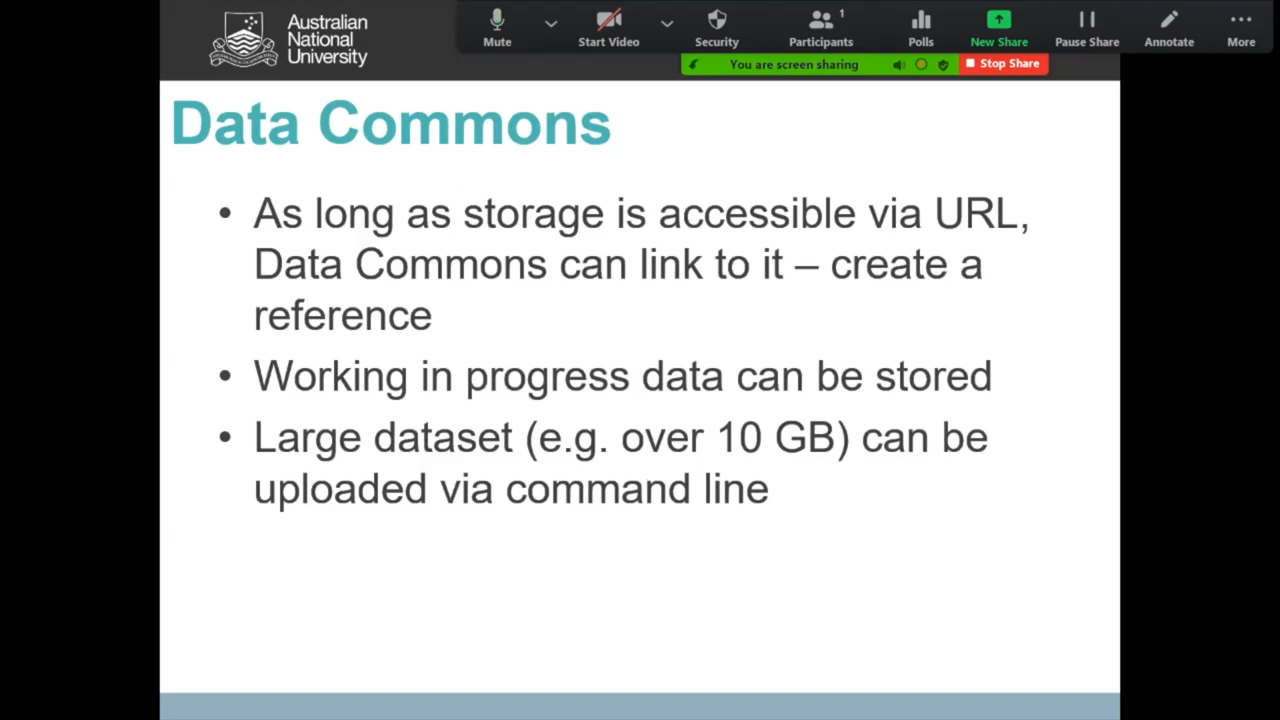 Australian
National
University
Mute
Start Video
Security
Participants
1
Polls
New Share
Pause Share
Annotate
More
You are screen sharing
Stop Share
Data Commons
• As long as storage is accessible via URL,
Data Commons can link to it – create a
reference
• Working in progress data can be stored
• Large dataset (e.g. over 10 GB) can be
uploaded via command line